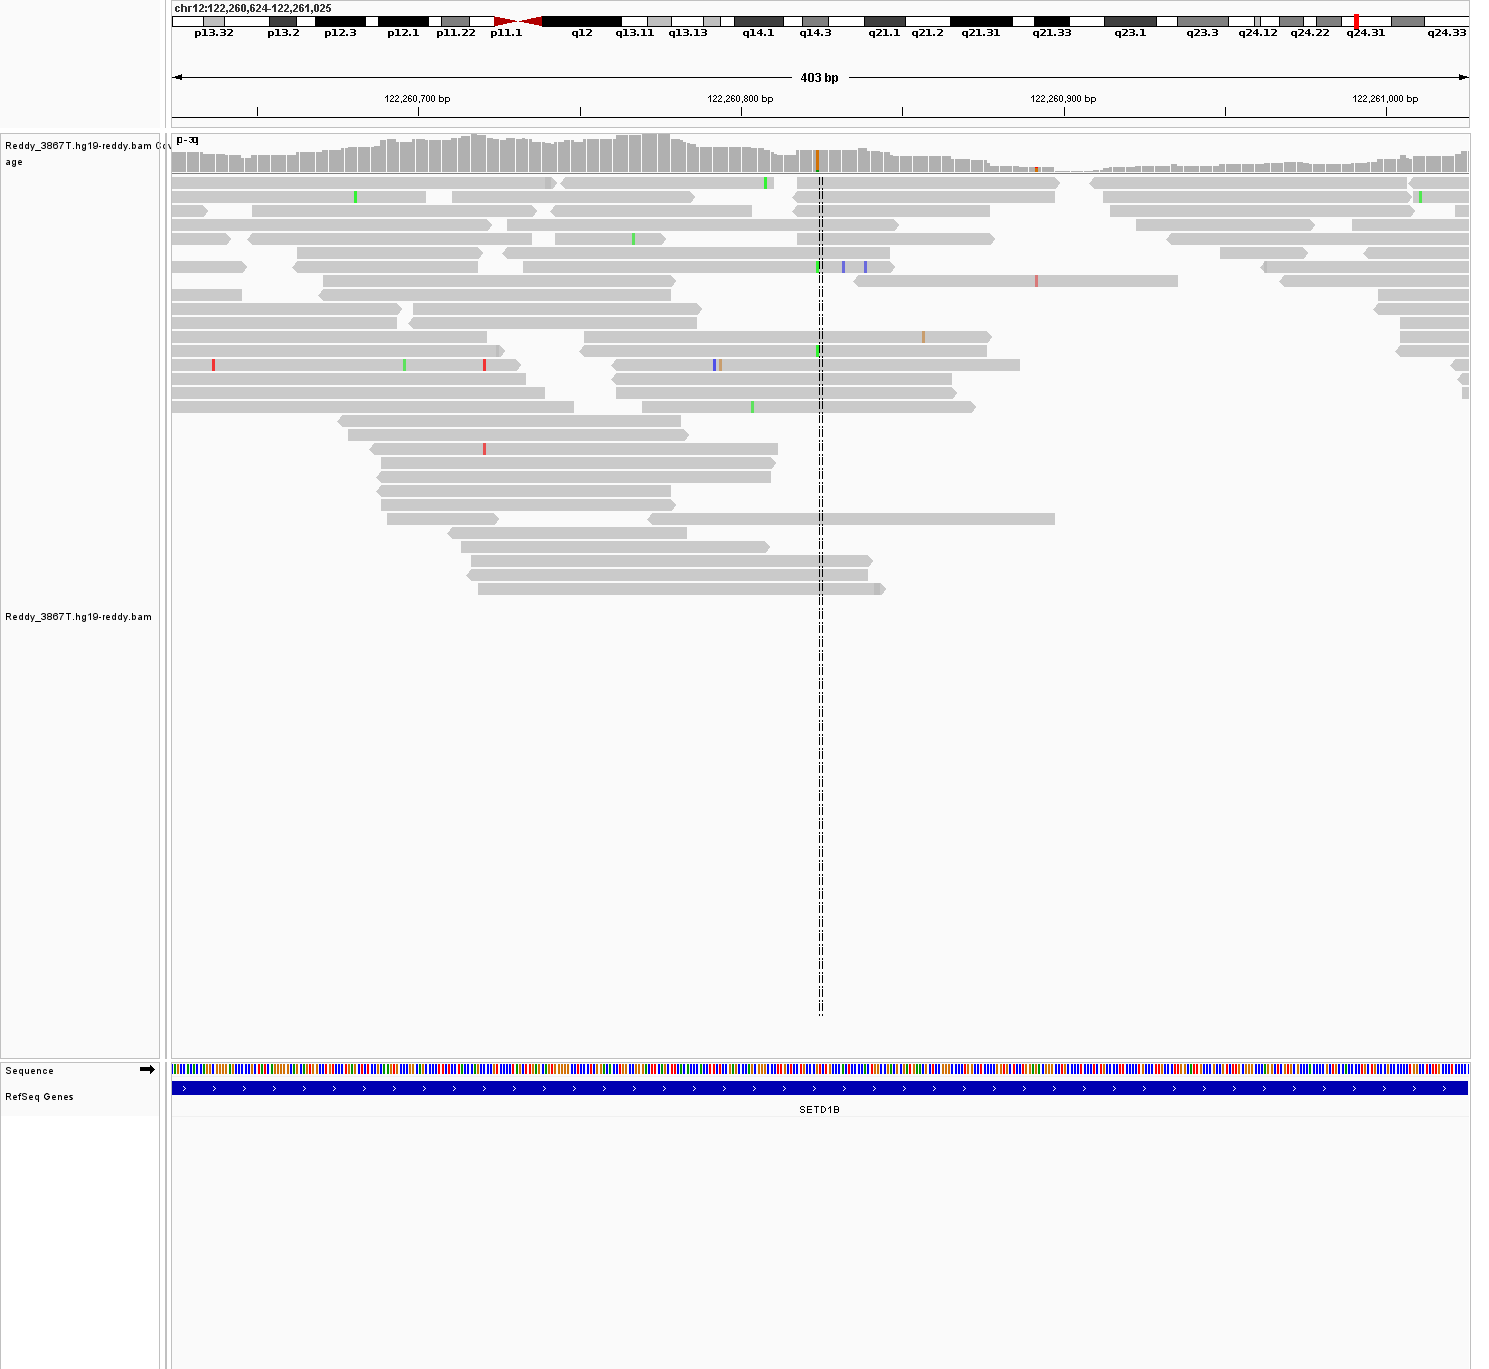 chr12:122,260,624-122,261,025
p13.32 p13.2 p12.3 p12.1 p11.22 p11.1 q12 q13.11 q13.13 q14.1 q14.3 q21.1 q21.2 q21.31 q21.33 q23.1 q23.3 q24.12 q24.22 q24.31 q24.33
403 bp
122,260,700 bp 122,260,800 bp 122,260,900 bp 122,261,000 bp
Reddy_3867T.hg19-reddy.bam Cov
age
Reddy_3867T.hg19-reddy.bam
Sequence
RefSeq Genes
SETD1B